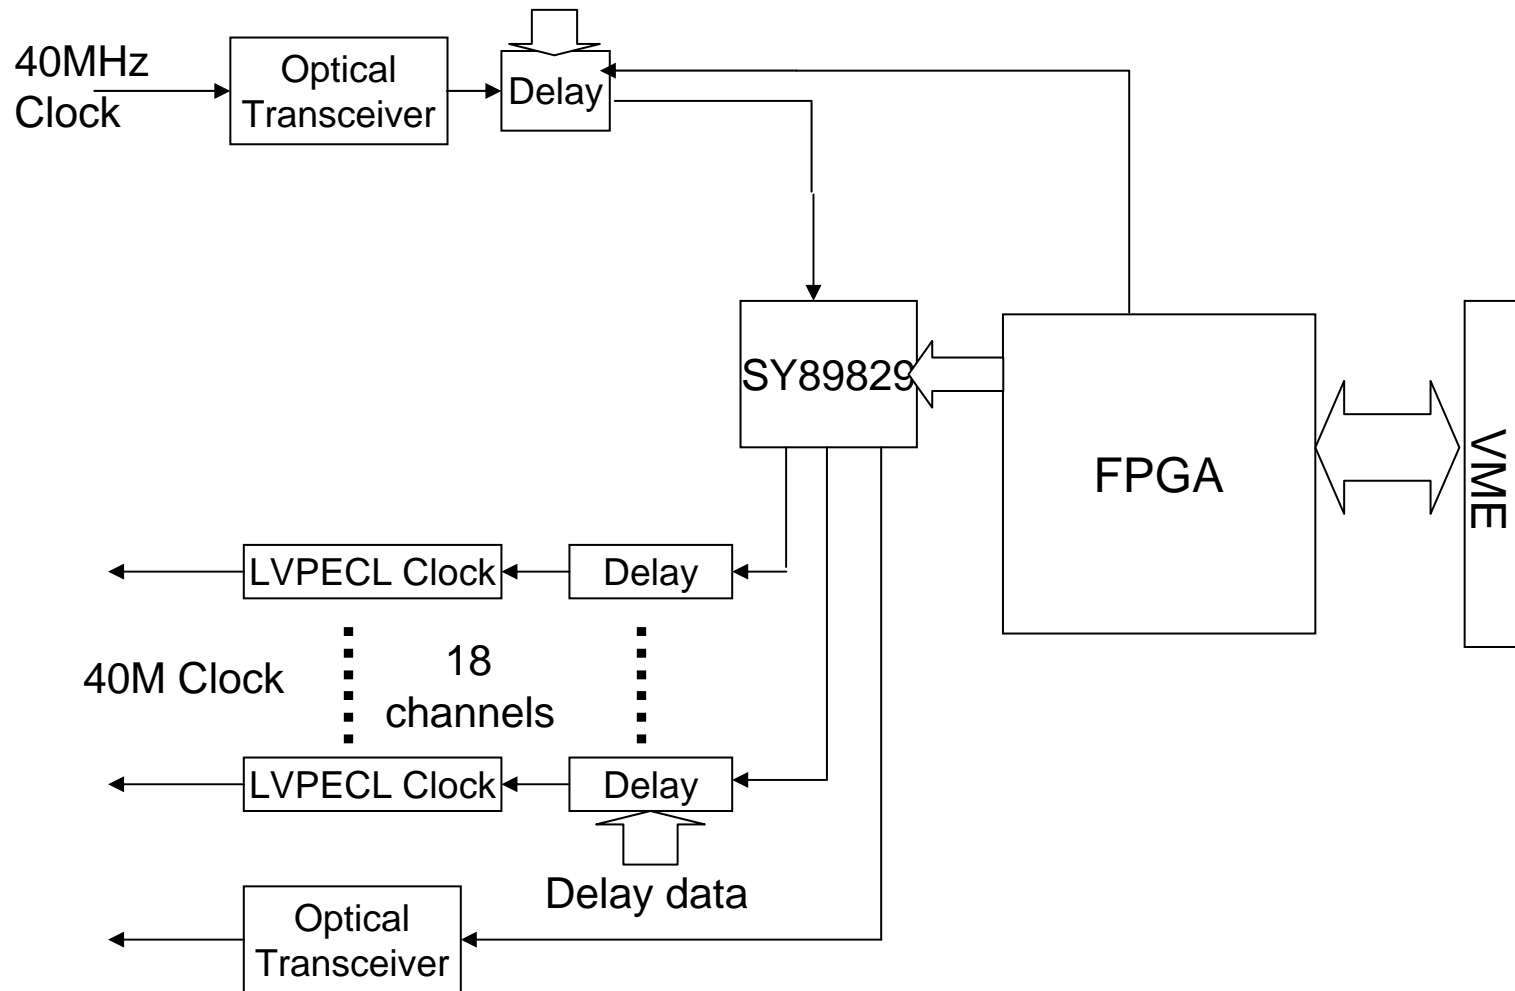 40MHz
Clock
Optical
Transceiver
Delay
SY89829
FPGA
VME
LVPECL Clock
Delay
40M Clock
18
channels
LVPECL Clock
Delay
Delay data
Optical
Transceiver